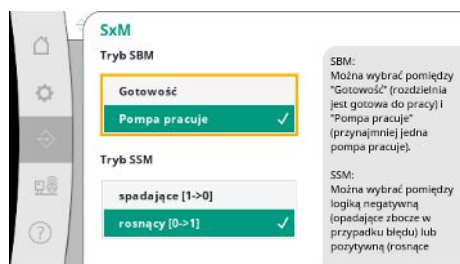 SxM
Tryb SBM
Gotowość
Pompa pracuje
Tryb SSM
spadające [1->0]
rosnący [0->1]
SBM:
Można wybrać pomiędzy
"Gotowość" (rozdzielnia
jest gotowa do pracy) i
"Pompa pracuje"
(przynajmniej jedna
pompa pracuje).
SSM:
Można wybrać pomiędzy
logiką negatywną
(opadające zbocze w
przypadku błędu) lub
pozytywną (rosnące